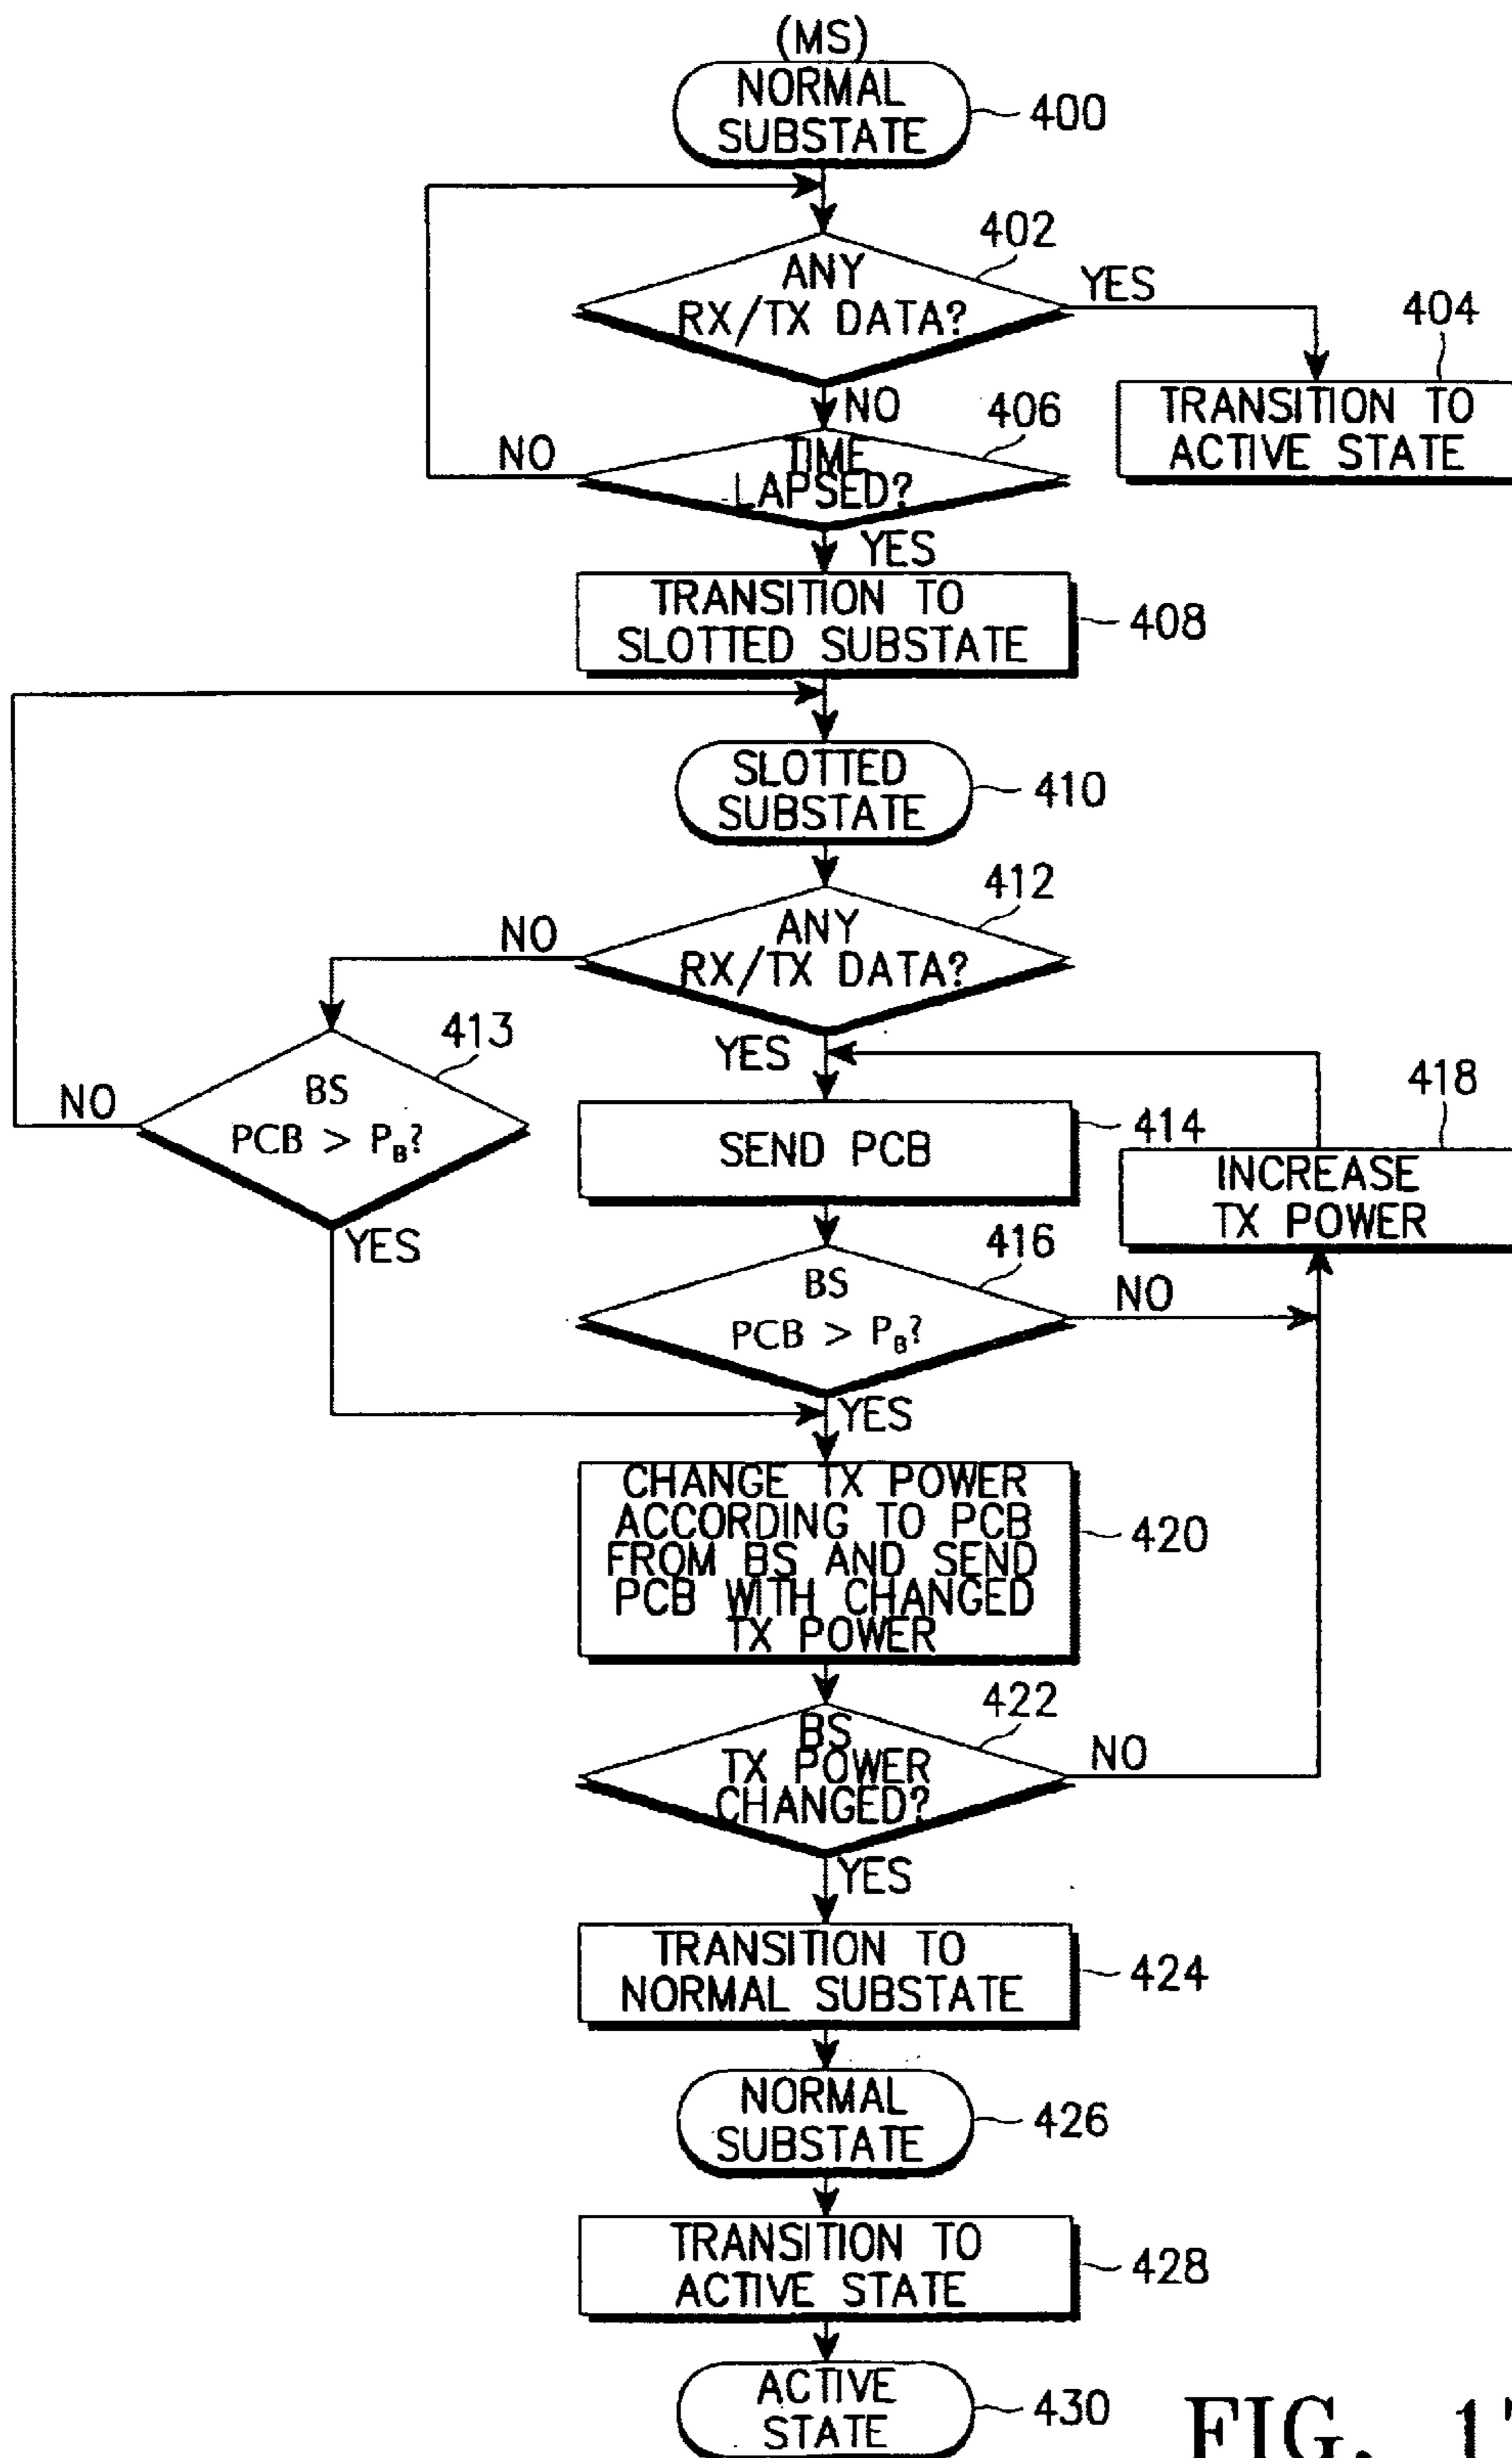 (MS)
NORMAL
SUBSTATE
400
402
ANY
RX/TX DATA?
YES
404
TRANSITION TO
ACTIVE STATE
NO
406
NO
TIME
LAPSED?
YES
TRANSITION TO
SLOTTED SUBSTATE
408
SLOTTED
SUBSTATE
410
412
NO
ANY
RX/TX DATA?
413
YES
NO
BS
PCB > PB?
YES
SEND PCB
414
418
INCREASE
TX POWER
416
BS
PCB > PB?
NO
YES
CHANGE TX POWER
ACCORDING TO PCB
FROM BS AND SEND
PCB WITH CHANGED
TX POWER
420
422
BS
TX POWER
CHANGED?
NO
YES
TRANSITION TO
NORMAL SUBSTATE
424
NORMAL
SUBSTATE
426
TRANSITION TO
ACTIVE STATE
428
ACTIVE
STATE
430
FIG.